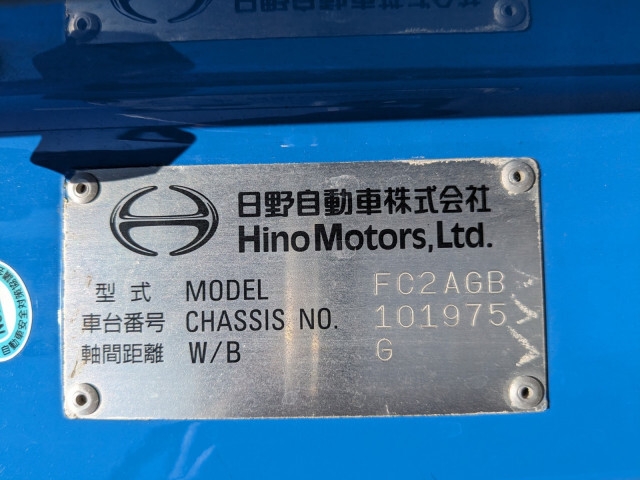 日野自動車株式会社
Hino Motors, Ltd.
型式 MODEL FC2AGB
車台番号 CHASSIS NO. 101975
軸間距離 W/B G